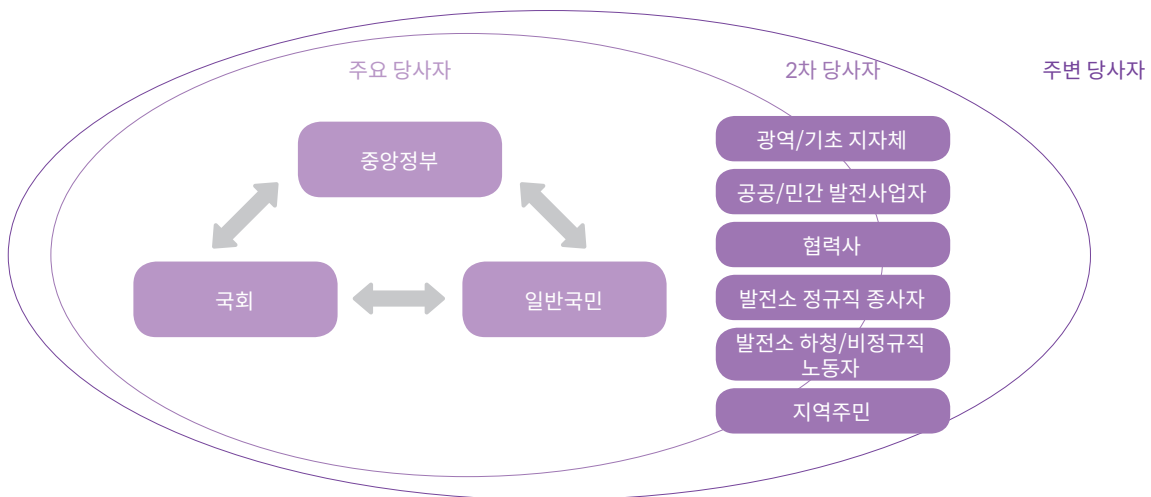 주요 당사자
2차 당사자
주변 당사자
중앙정부
국회
일반국민
광역/기초 지자체
공공/민간 발전사업자
협력사
발전소 정규직 종사자
발전소 하청/비정규직
노동자
지역주민